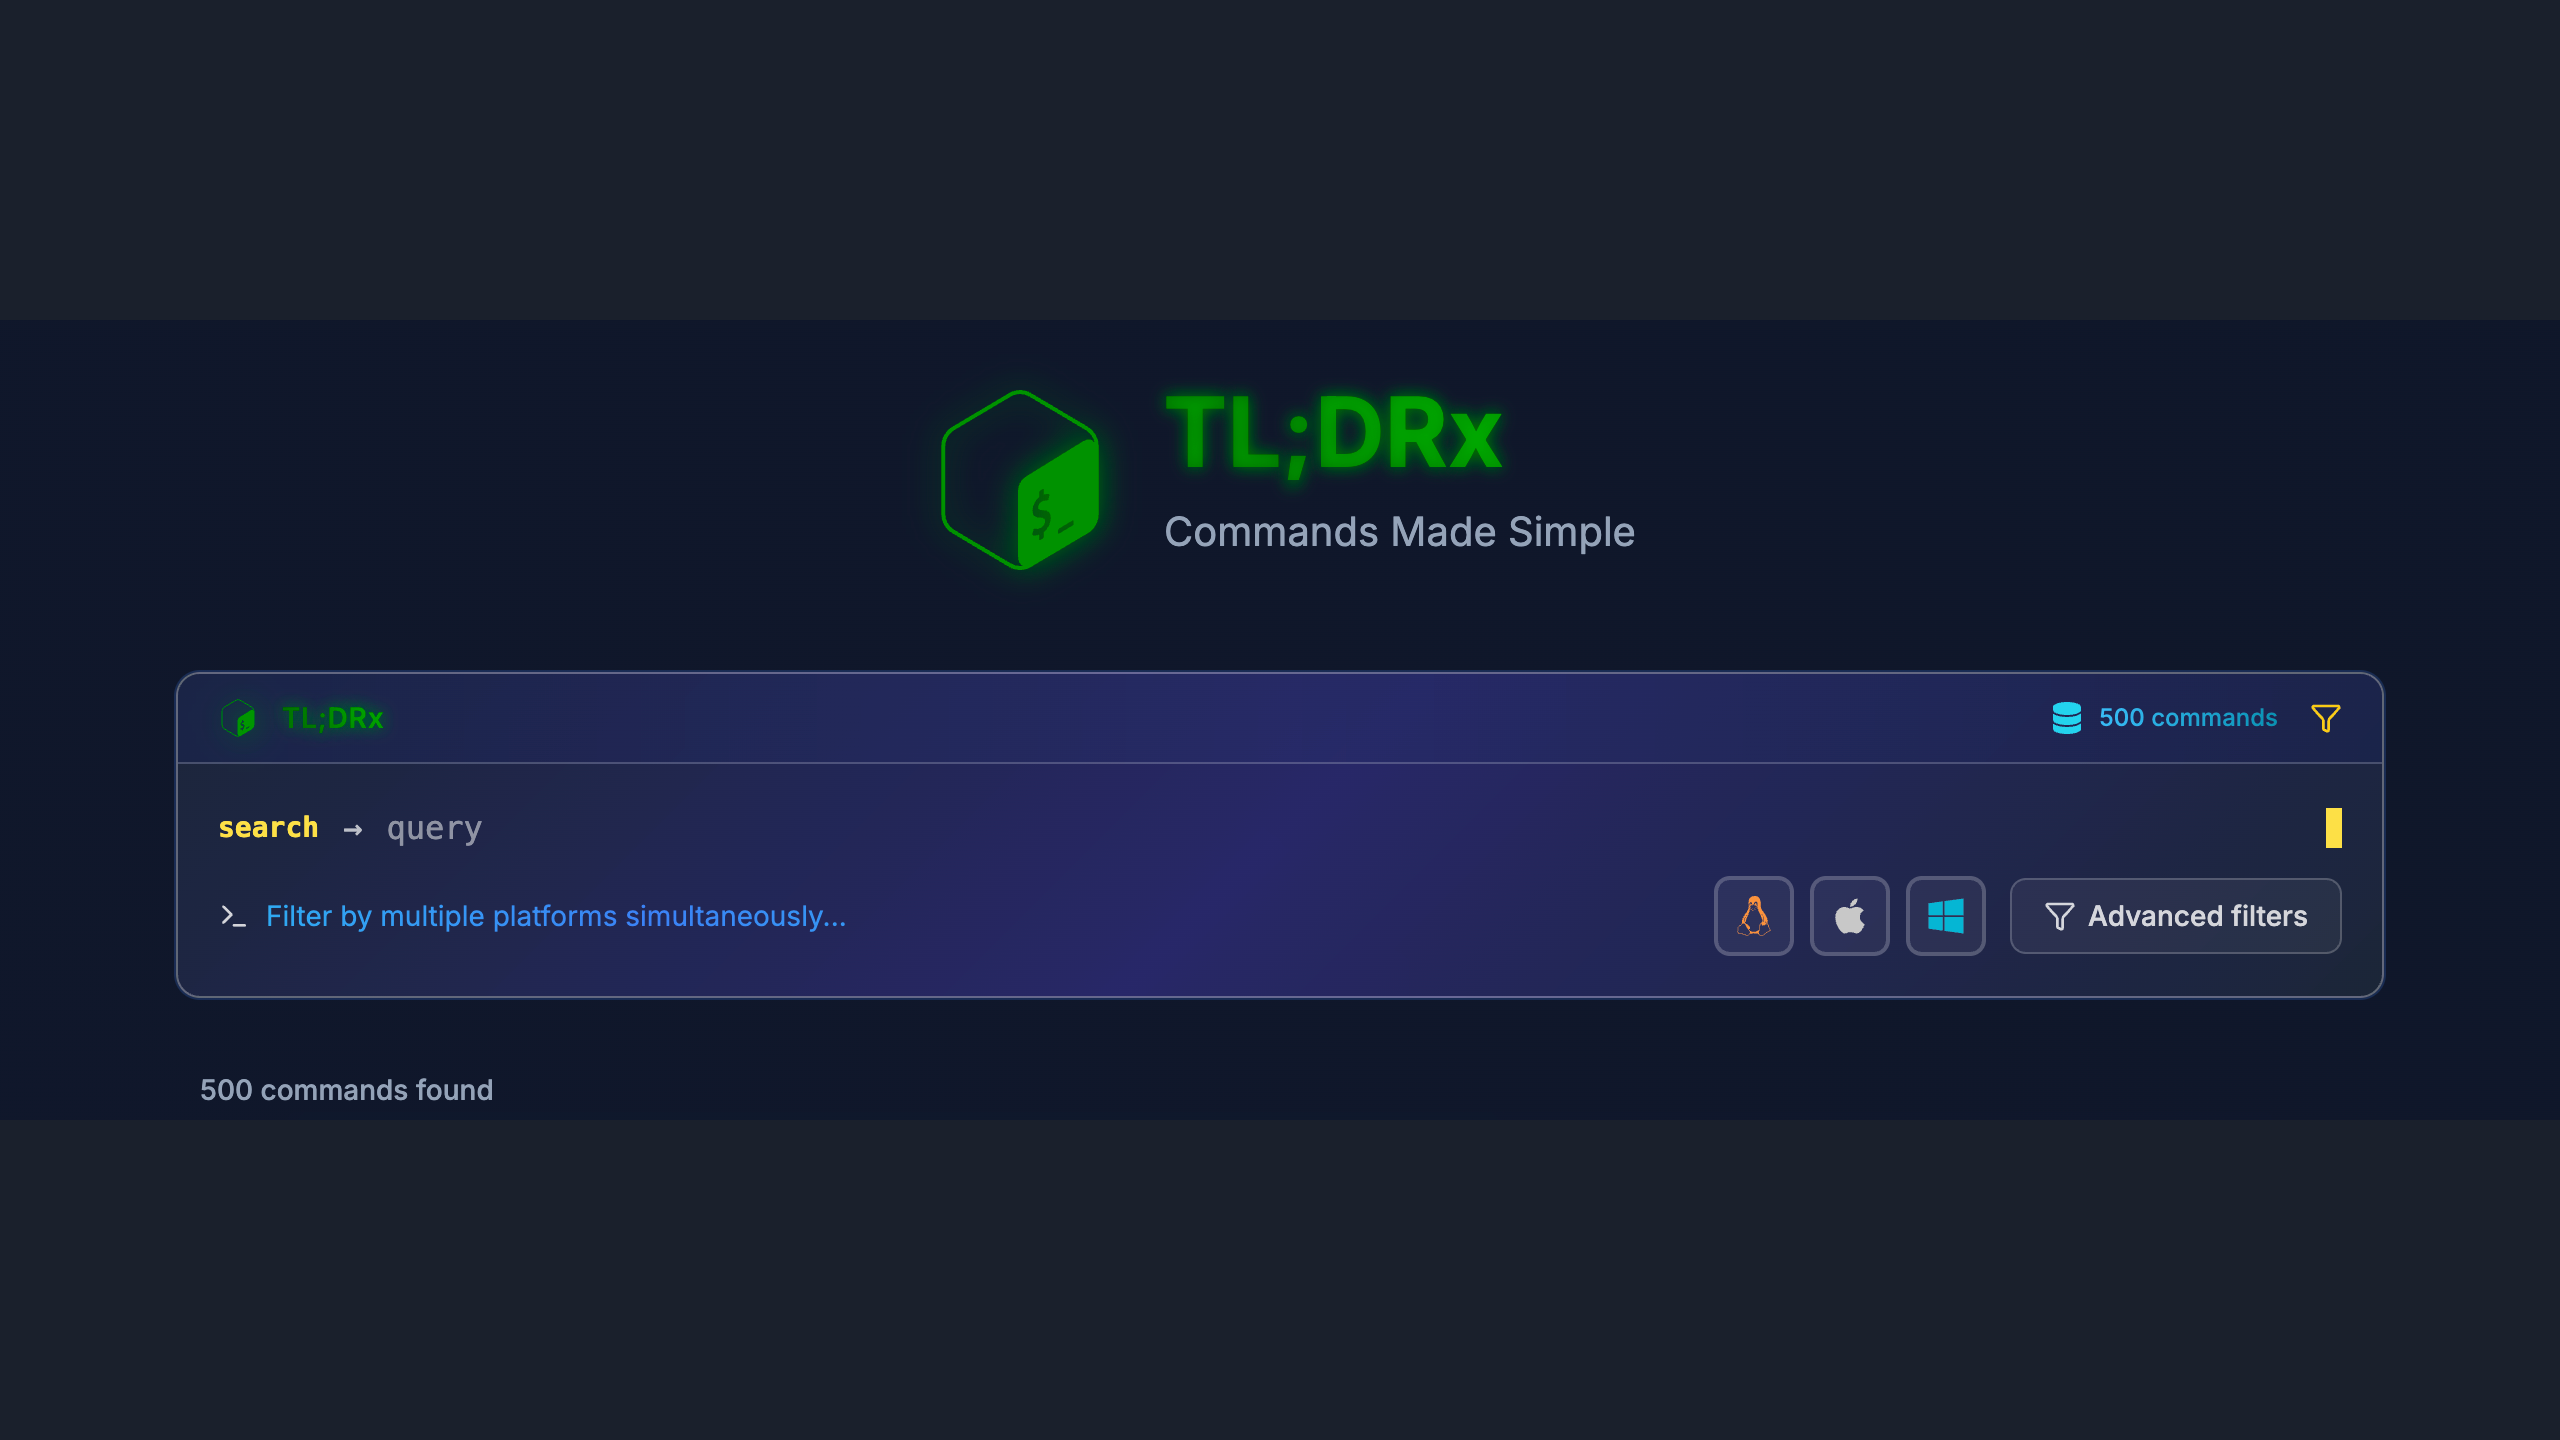 $_
TL;DRx
Commands Made Simple
$_ TL;DRx
500 commands
search → query
>_ Filter by multiple platforms simultaneously...
Advanced filters
500 commands found